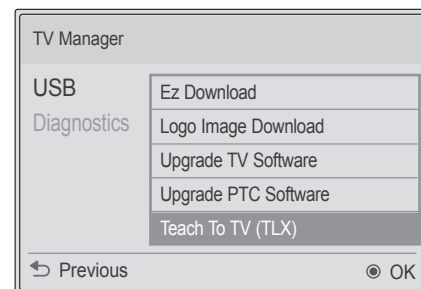 TV Manager
USB
Diagnostics
Ez Download
Logo Image Download
Upgrade TV Software
Upgrade PTC Software
Teach To TV (TLX)
Previous
OK